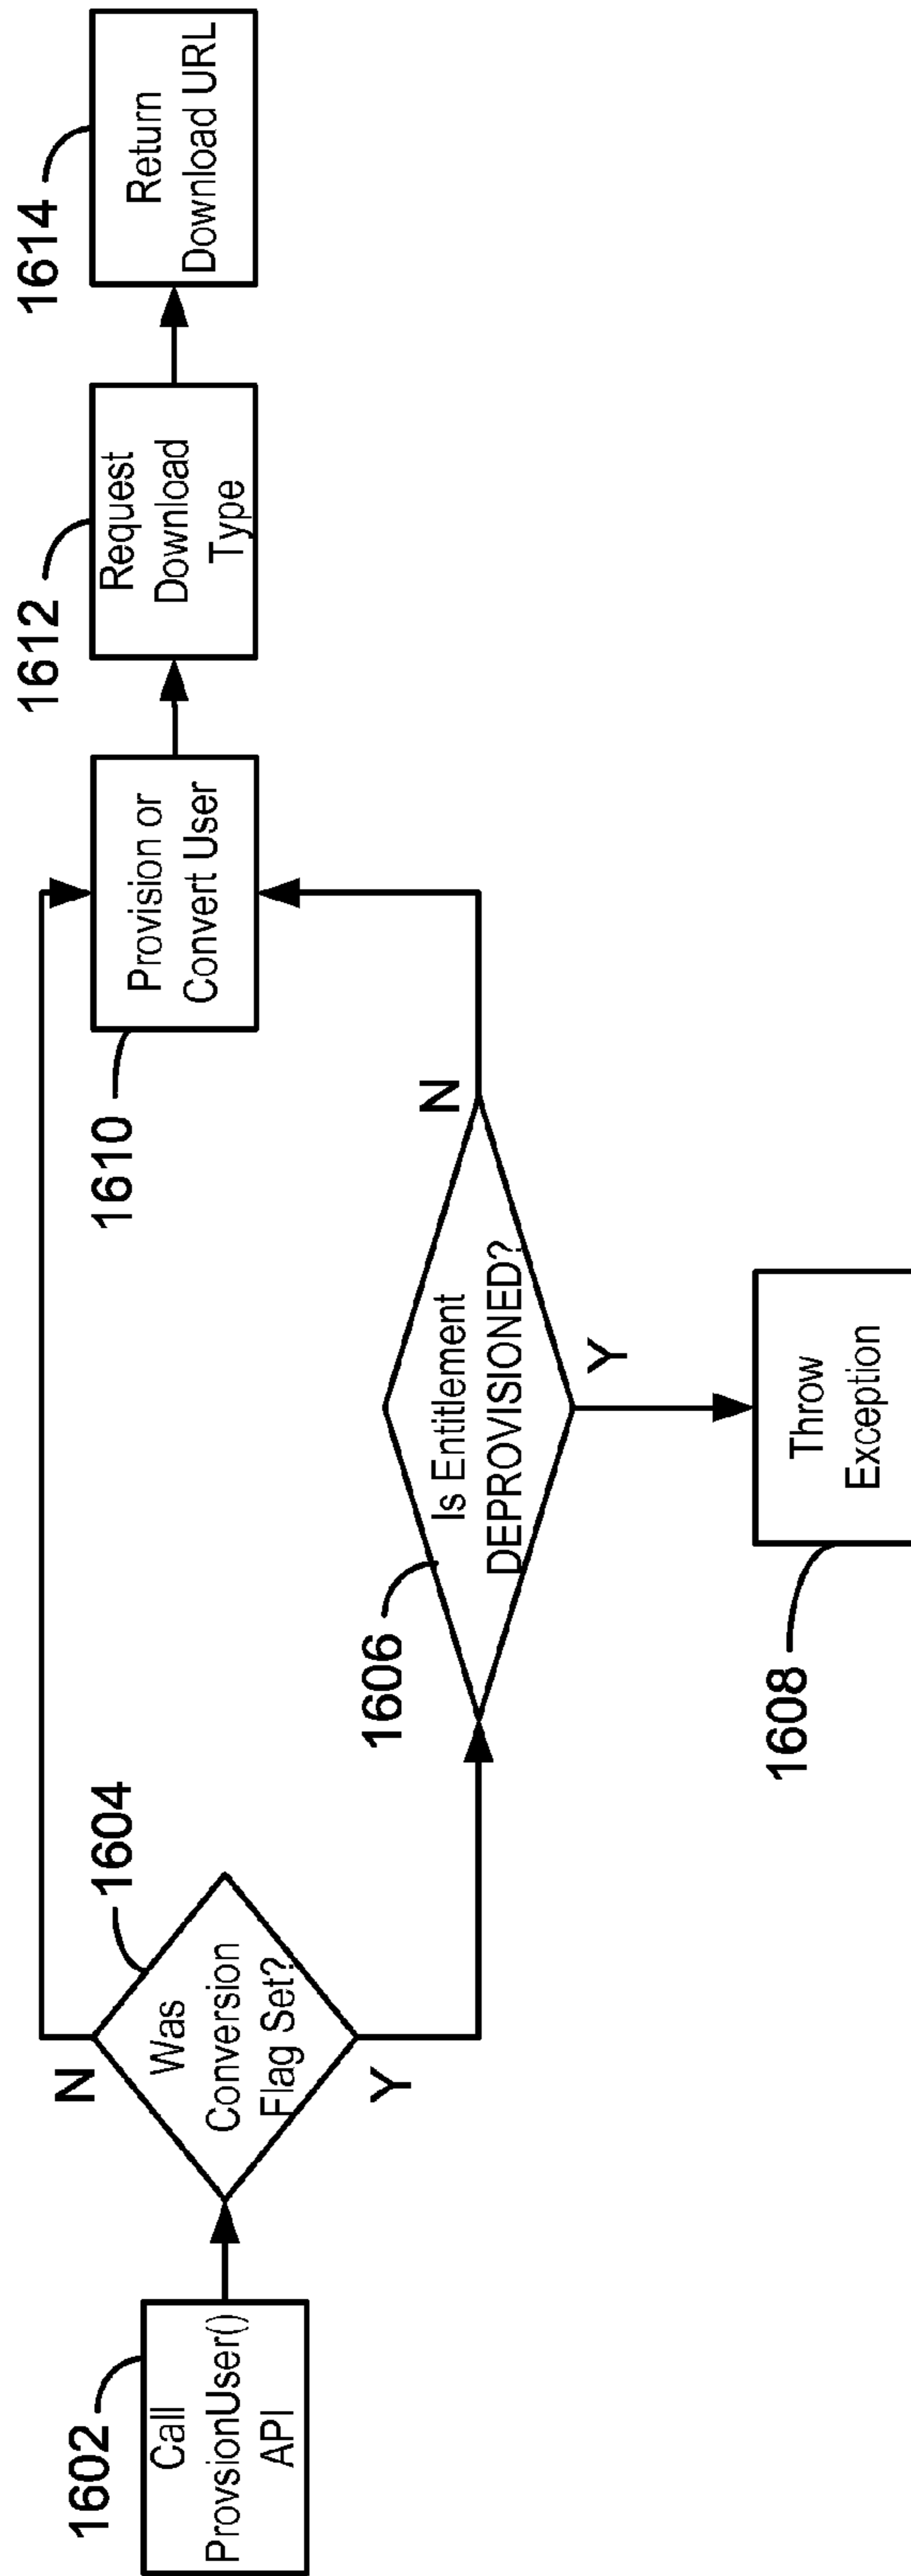 1602
Call
ProvsionUser()
API
N
1604
Was
Conversion
Flag Set?
Y
1606
Is Entitlement
DEPROVISIONED?
N
Y
1608
Throw
Exception
1610
Provision or
Convert User
1612
Request
Download
Type
1614
Return
Download URL